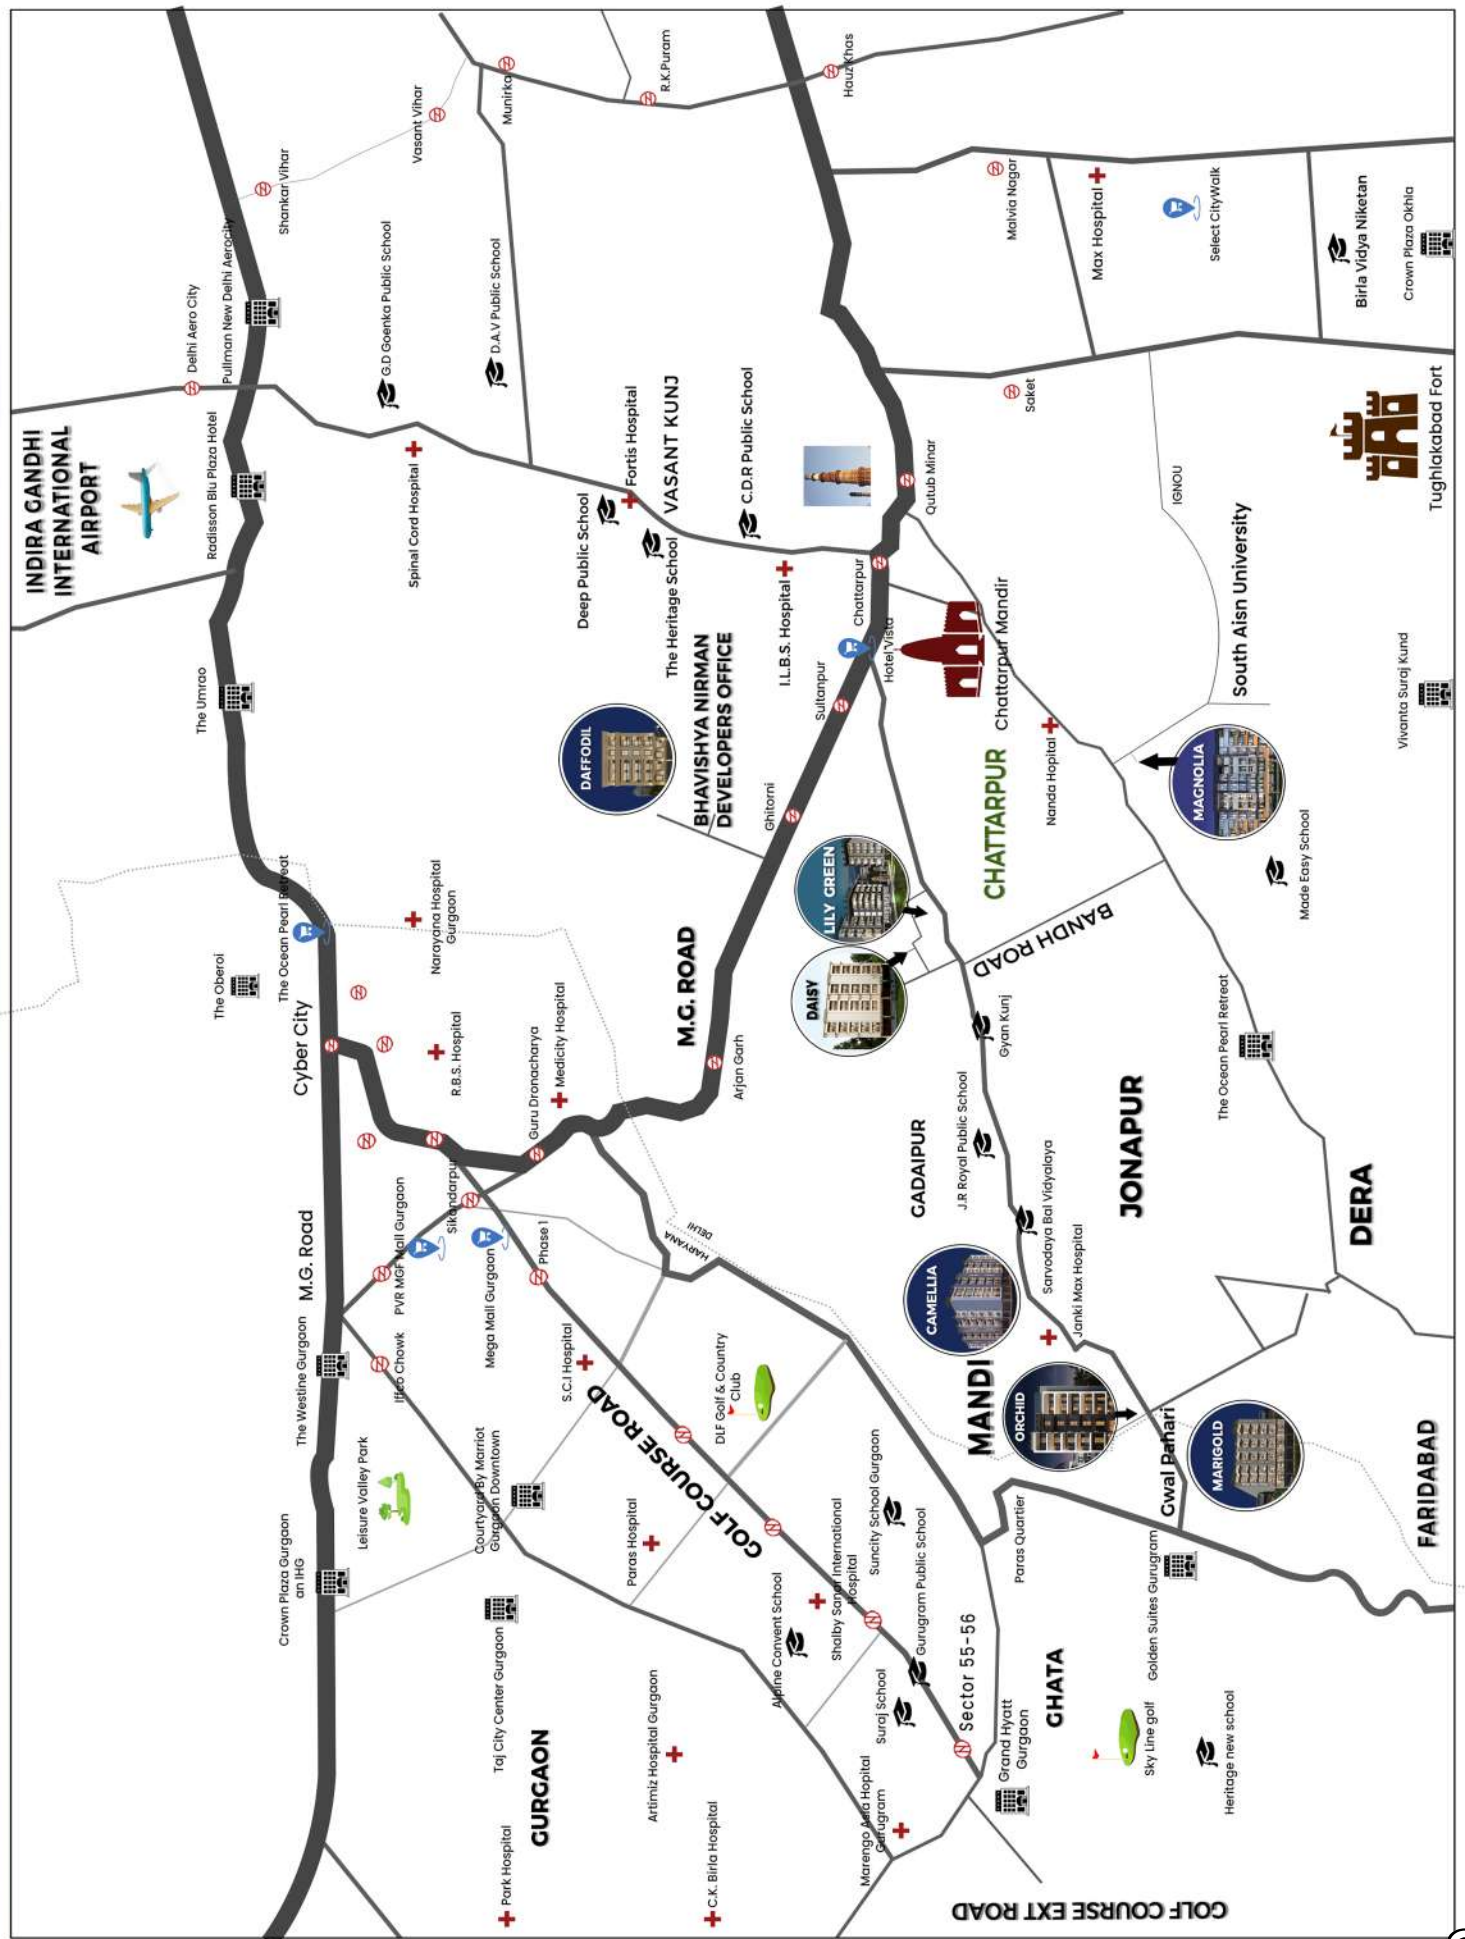 INDIRA GANDHI
INTERNATIONAL
AIRPORT
Delhi Aero City
Pullman New Delhi Aerocity
Radisson Blu Plaza Hotel
Shankar Vihar
Vasant Vihar
Munirka
R.K.Puram
Hauz Khas
G.D Goenka Public School
D.A.V Public School
Spinal Cord Hospital
Deep Public School
Fortis Hospital
The Heritage School
VASANT KUNJ
C.D.R Public School
I.L.B.S. Hospital
Malvia Nagar
Max Hospital
Select CityWalk
Birla Vidya Niketan
Crown Plaza Okhla
Saket
Qutub Minar
IGNOU
South Aisn University
Tughlakabad Fort
Vivanta Suraj Kund
The Umrao
BHAVISHYA NIRMAN
DEVELOPERS OFFICE
DAFFODIL
Chattarpur
Hotel Vista
Sultanpur
Ghitorni
Chattarpur Mandir
CHATTARPUR
Nanda Hopital
MAGNOLIA
Made Easy School
LILY GREEN
DAISY
BANDH ROAD
The Oberoi
The Ocean Pearl Retreat
Narayana Hospital
Gurgaon
Cyber City
R.B.S. Hospital
Guru Dronacharya
Medicity Hospital
M.G. ROAD
Arjan Garh
Gyan Kunj
J.R Royal Public School
GADAIPUR
Sarvodaya Bal Vidyalaya
Janki Max Hospital
JONAPUR
The Ocean Pearl Retreat
DERA
M.G. Road
PVR MGF Mall Gurgaon
Sikandarpur
Mega Mall Gurgaon
Phase 1
HARYANA
DELHI
The Westine Gurgaon
Iffco Chowk
S.C.I Hospital
DLF Golf & Country
Club
CAMELLIA
MANDI
ORCHID
Gwal Pahari
MARIGOLD
FARIDABAD
Leisure Valley Park
Courtyard By Marriot
Gurgaon Downtown
GOLF COURSE ROAD
Crown Plaza Gurgaon
an IHG
Paras Hospital
Suncity School Gurgaon
Shalby Sanar International
Hospital
Gurugram Public School
Paras Quartier
Golden Suites Gurugram
Taj City Center Gurgaon
Alpine Convent School
Suraj School
Sector 55-56
GHATA
Grand Hyatt
Gurgaon
Sky Line golf
Heritage new school
GURGAON
Artimiz Hospital Gurgaon
Park Hospital
C.K. Birla Hospital
Marengo Asia Hopital
Gurugram
GOLF COURSE EXT ROAD